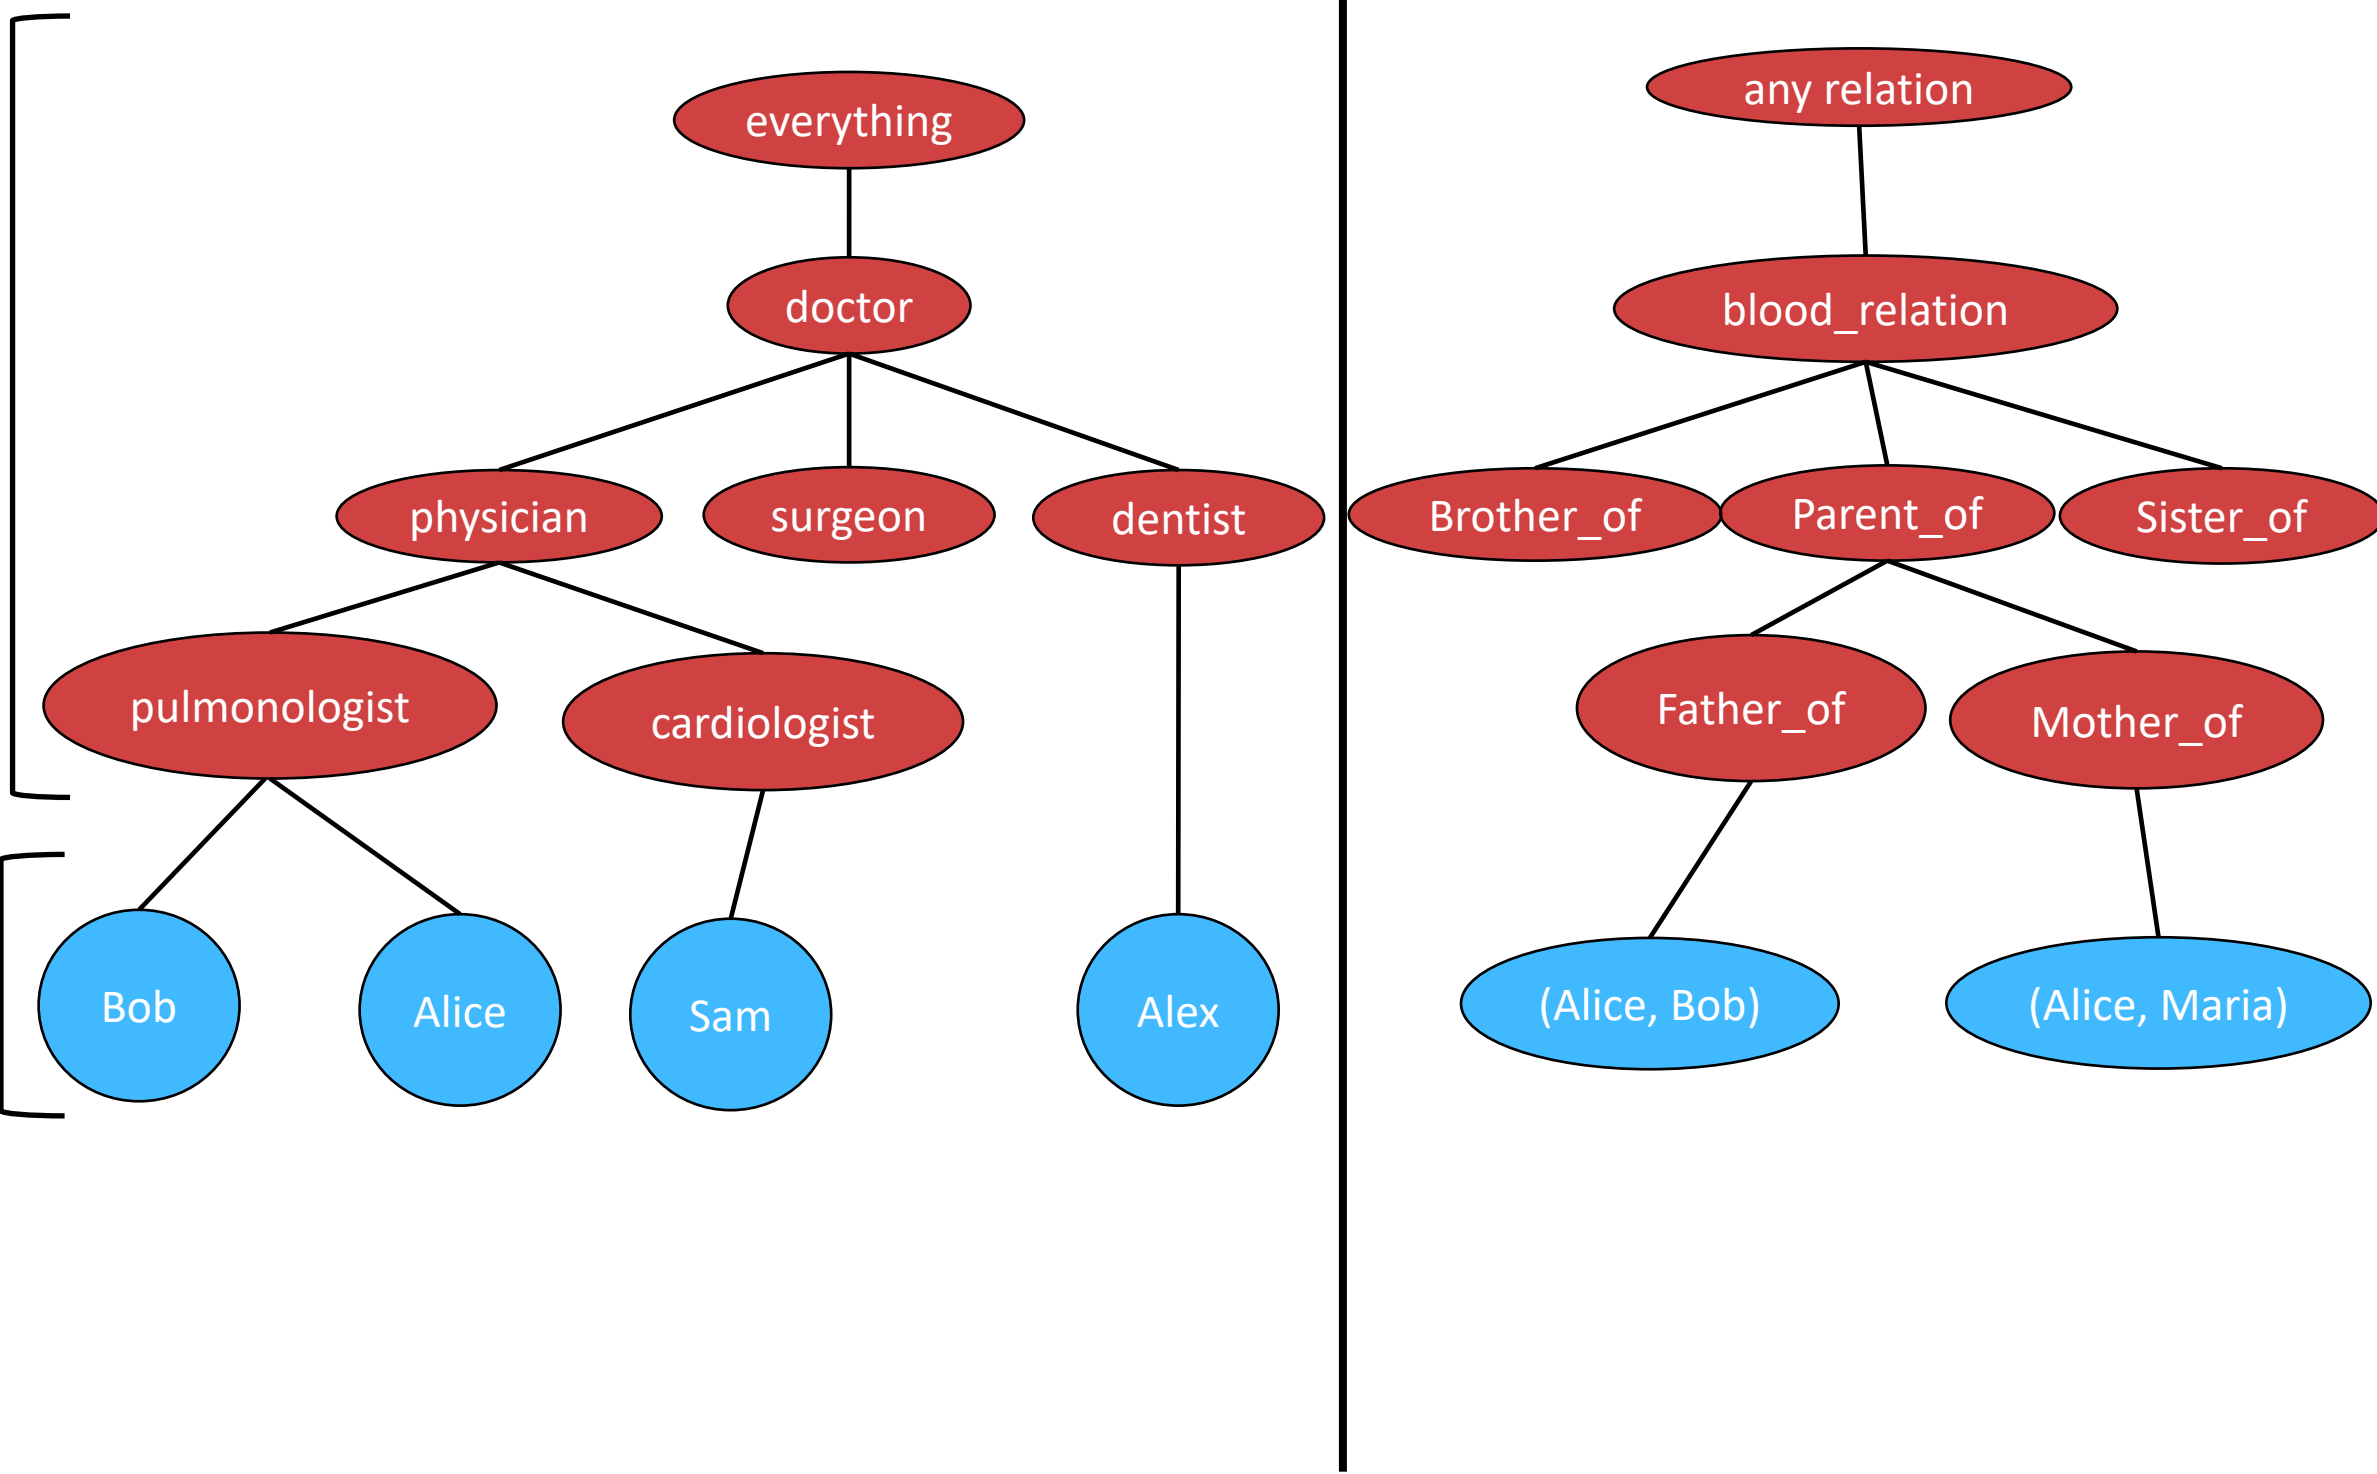 everything
doctor
physician
surgeon
dentist
pulmonologist
cardiologist
Bob
Alice
Sam
Alex
any relation
blood_relation
Brother_of
Parent_of
Sister_of
Father_of
Mother_of
(Alice, Bob)
(Alice, Maria)